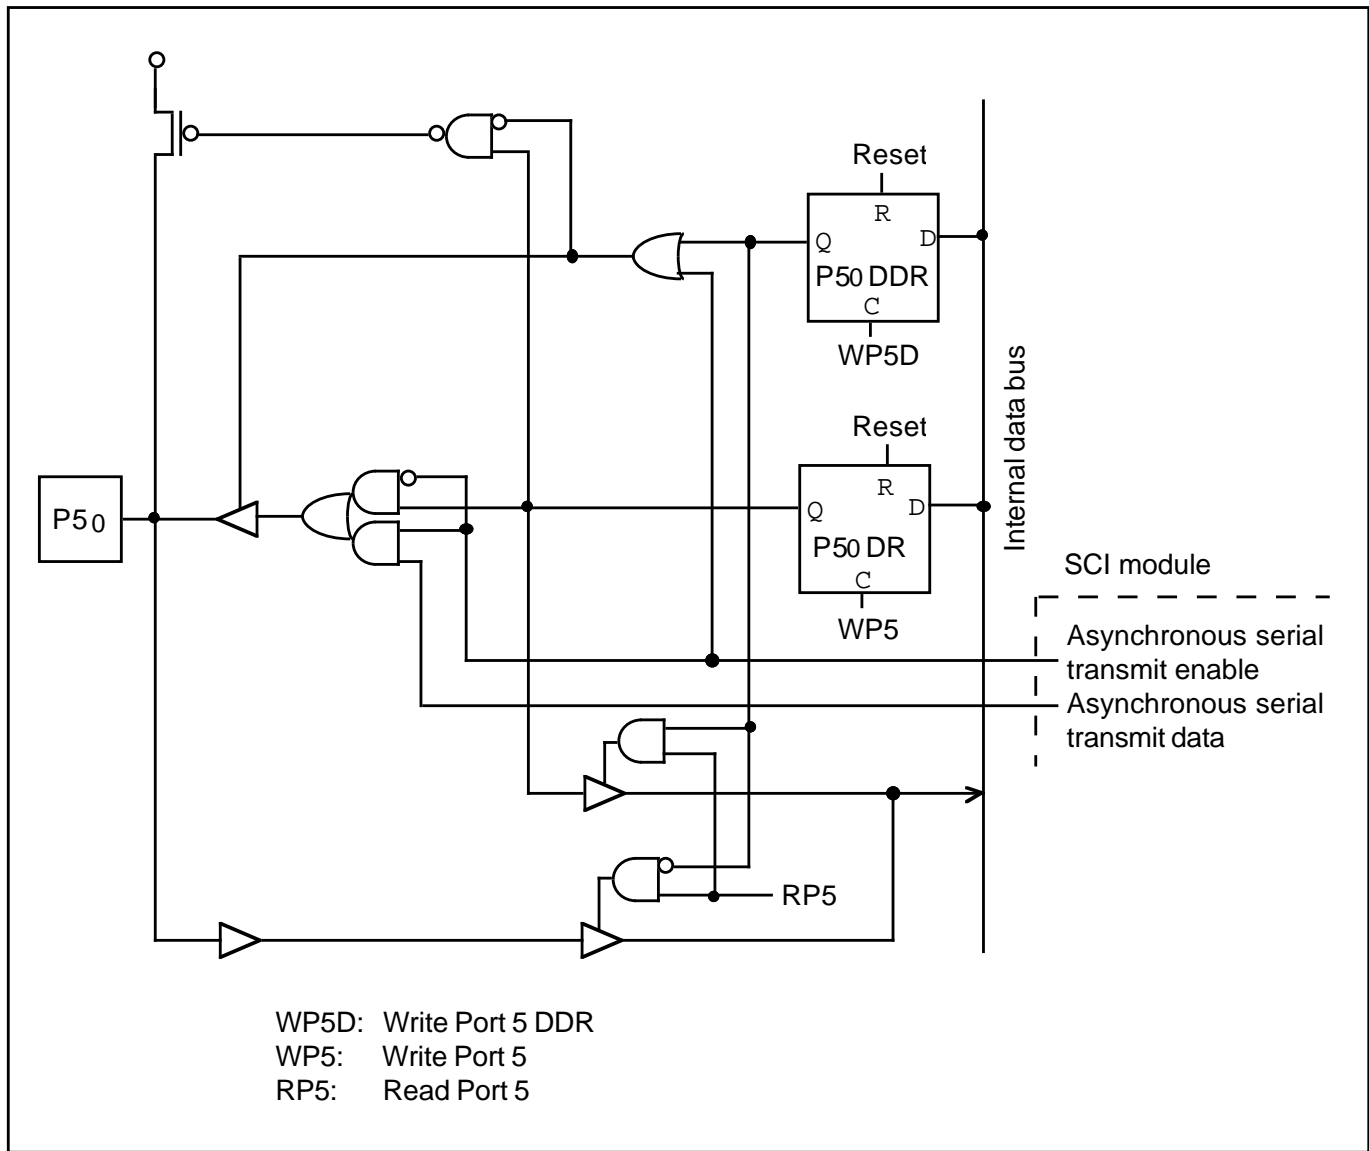 Reset
R
Q
D
P50 DDR
C
WP5D
Internal data bus
Reset
R
Q
D
P50 DR
C
WP5
P50
SCI module
Asynchronous serial
transmit enable
Asynchronous serial
transmit data
RP5
WP5D: Write Port 5 DDR
WP5: Write Port 5
RP5: Read Port 5